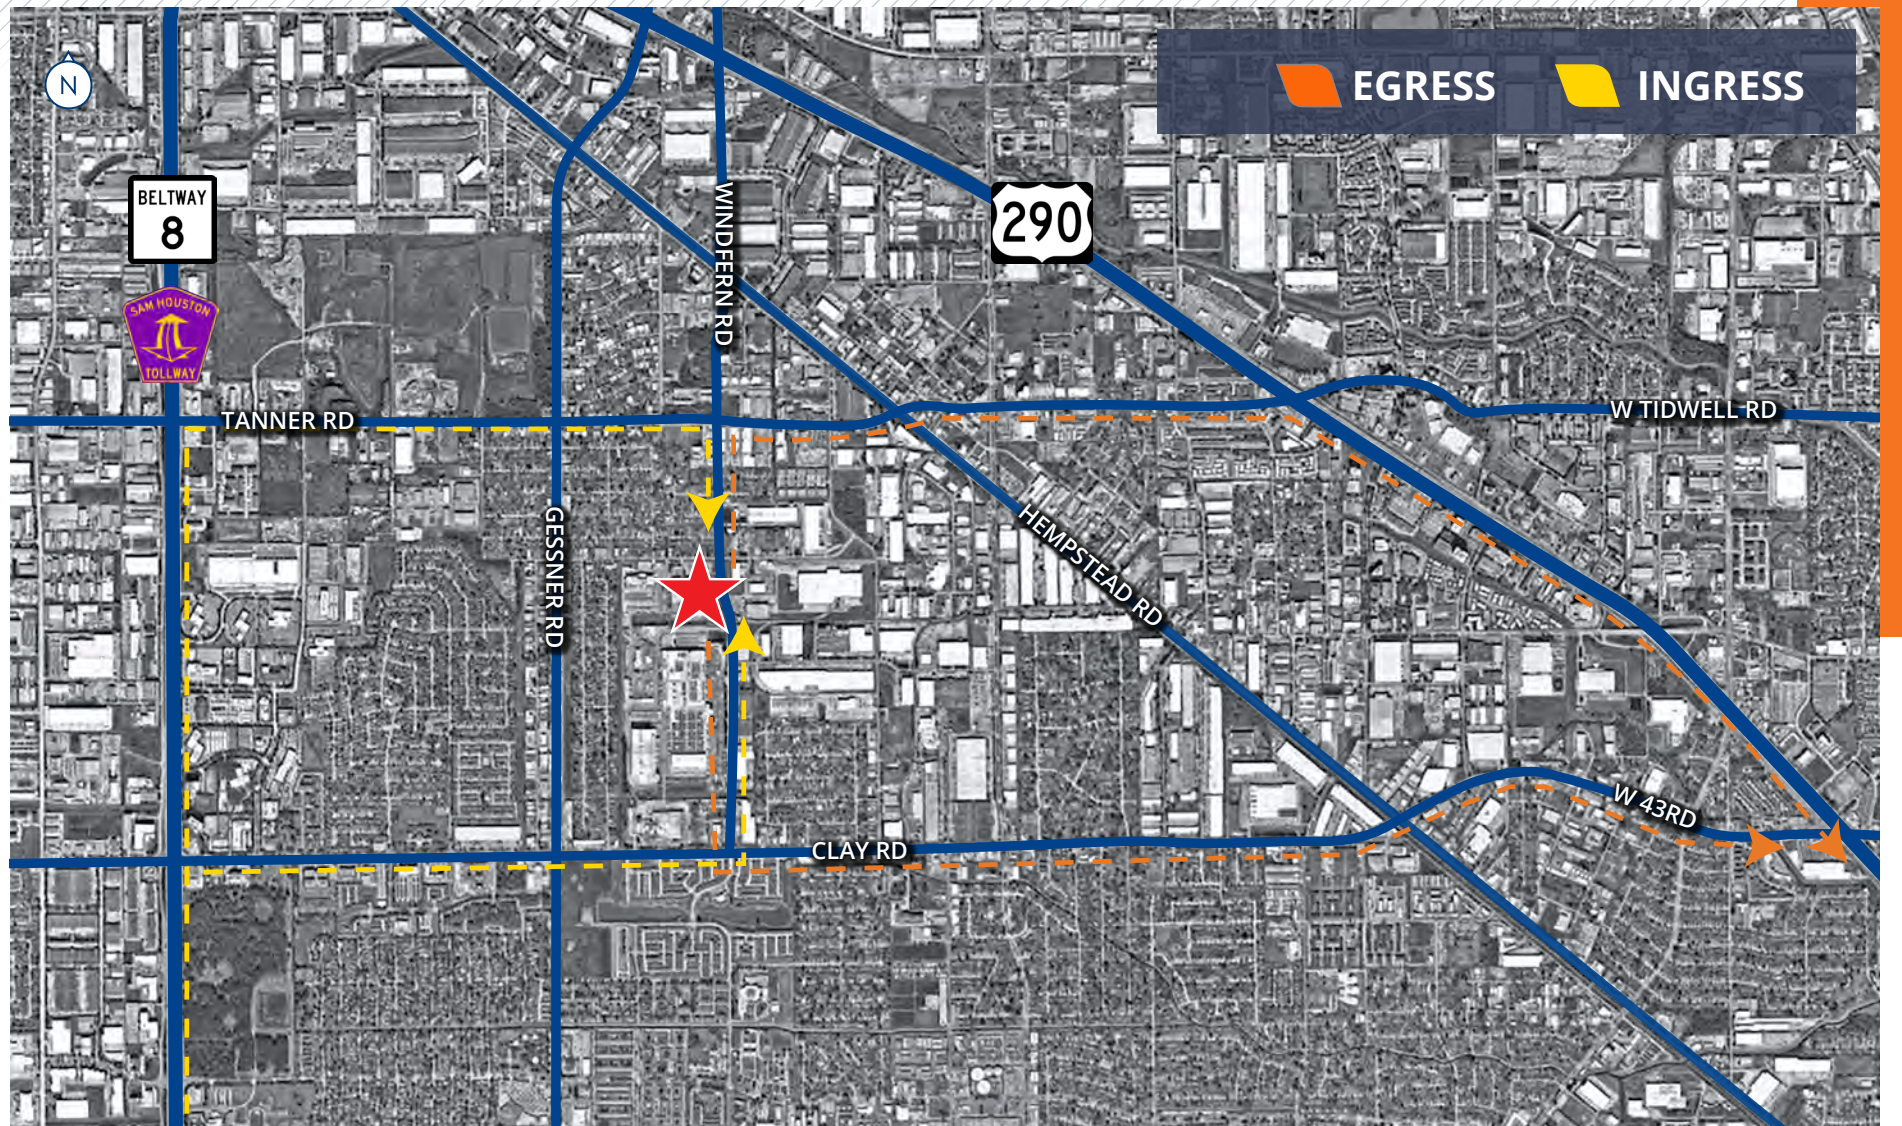 N
EGRESS
INGRESS
BELTWAY
8
WINDFERN RD
290
SAM HOUSTON
TOLLWAY
TANNER RD
W TIDWELL RD
GESSNER RD
HEMPSTEAD RD
W 43RD
CLAY RD